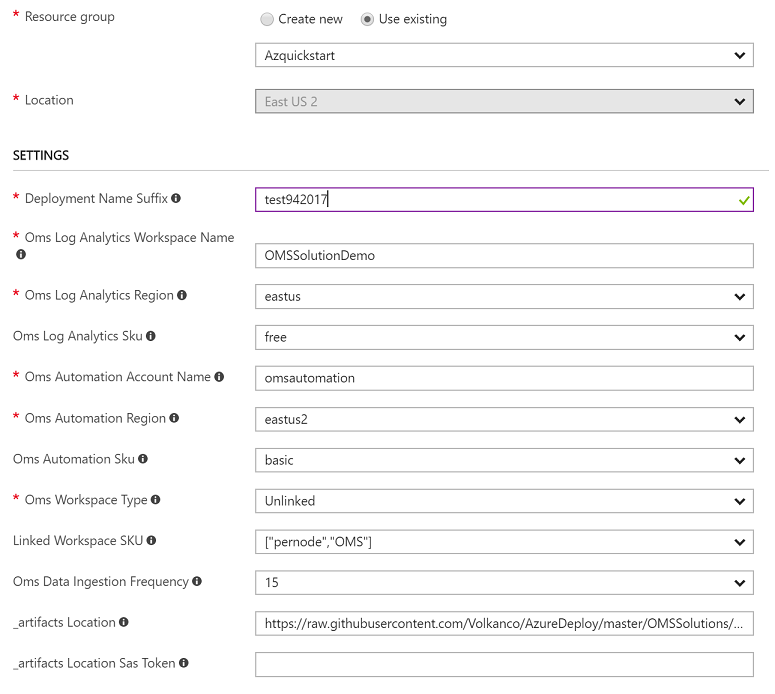 * Resource group
Create new
Use existing
Azquickstart
* Location
East US 2
SETTINGS
* Deployment Name Suffix
test942017
* Oms Log Analytics Workspace Name
OMSSolutionDemo
* Oms Log Analytics Region
eastus
Oms Log Analytics Sku
free
* Oms Automation Account Name
omsautomation
* Oms Automation Region
eastus2
Oms Automation Sku
basic
* Oms Workspace Type
Unlinked
Linked Workspace SKU
["pernode","OMS"]
Oms Data Ingestion Frequency
15
_artifacts Location
https://raw.githubusercontent.com/Volkanco/AzureDeploy/master/OMSSolutions/...
_artifacts Location Sas Token